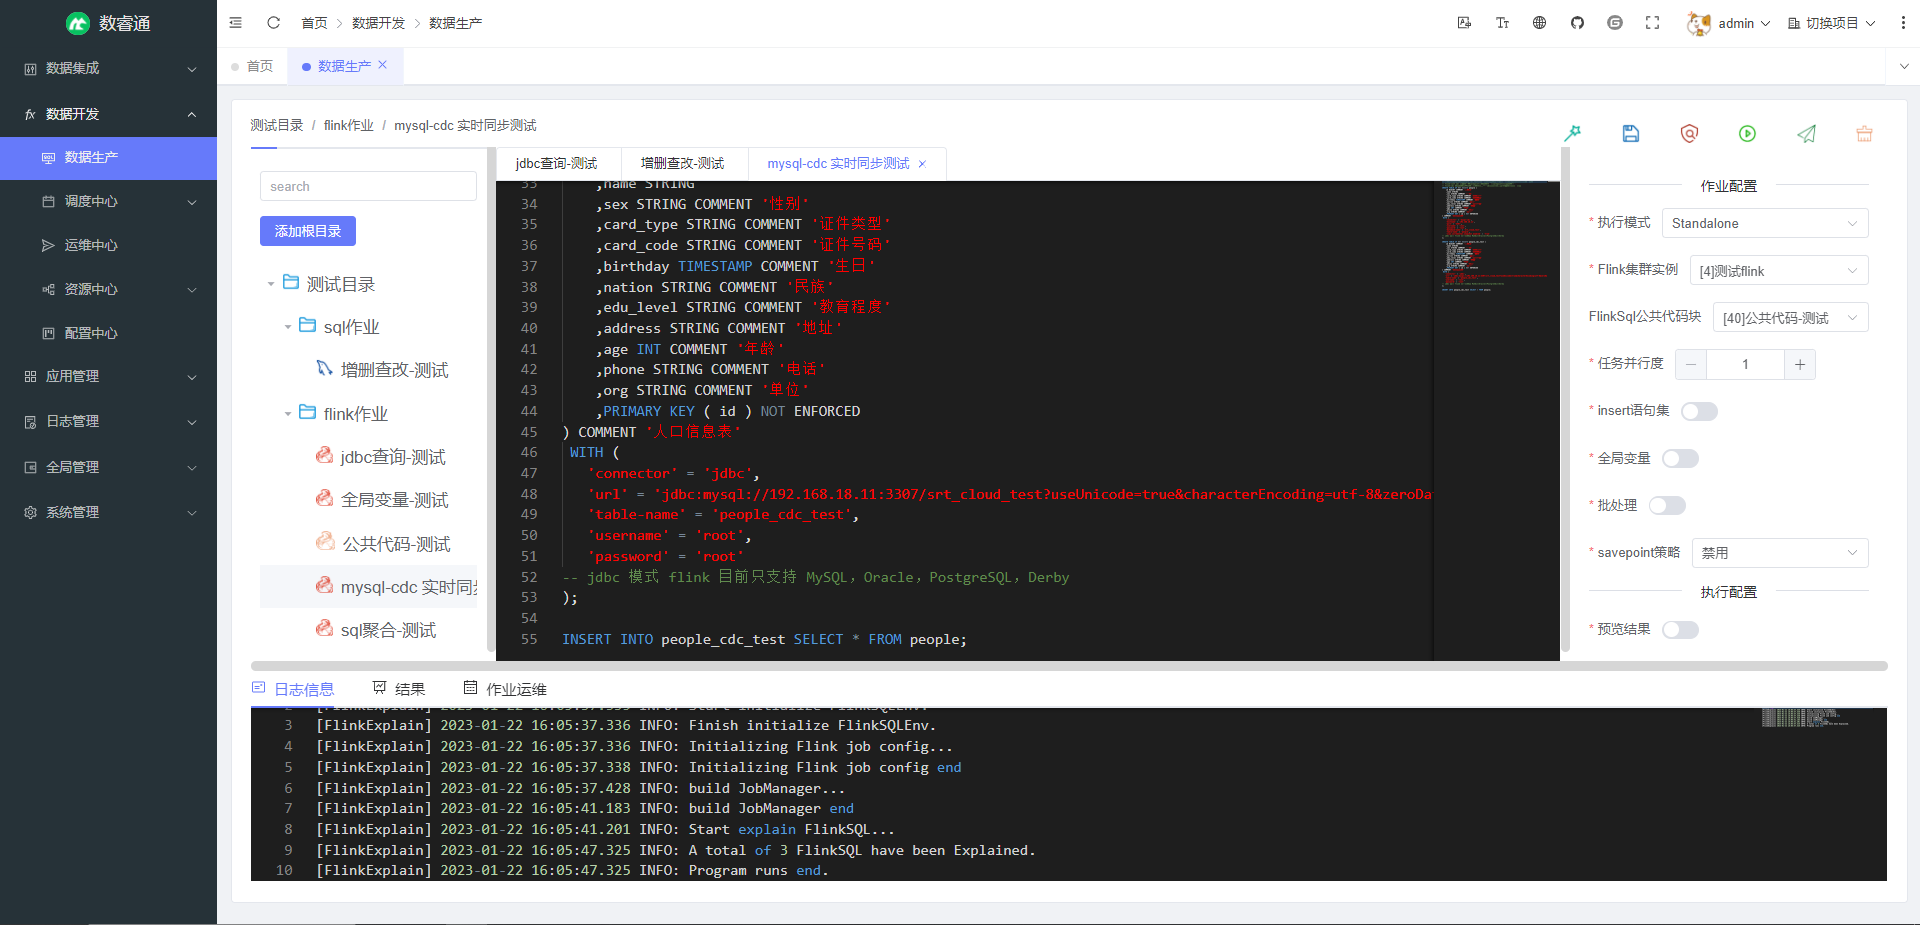 数睿通
首页 > 数据开发 > 数据生产
admin
切换项目
首页
数据生产
数据集成
数据开发
数据生产
调度中心
运维中心
资源中心
配置中心
应用管理
日志管理
全局管理
系统管理
测试目录 / flink作业 / mysql-cdc 实时同步测试
search
添加根目录
测试目录
sql作业
增删查改-测试
flink作业
jdbc查询-测试
全局变量-测试
公共代码-测试
mysql-cdc 实时同步
sql聚合-测试
jdbc查询-测试
增删查改-测试
mysql-cdc 实时同步测试
33 ,name STRING
34 ,sex STRING COMMENT '性别'
35 ,card_type STRING COMMENT '证件类型'
36 ,card_code STRING COMMENT '证件号码'
37 ,birthday TIMESTAMP COMMENT '生日'
38 ,nation STRING COMMENT '民族'
39 ,edu_level STRING COMMENT '教育程度'
40 ,address STRING COMMENT '地址'
41 ,age INT COMMENT '年龄'
42 ,phone STRING COMMENT '电话'
43 ,org STRING COMMENT '单位'
44 ,PRIMARY KEY ( id ) NOT ENFORCED
45 ) COMMENT '人口信息表'
46 WITH (
47 'connector' = 'jdbc',
48 'url' = 'jdbc:mysql://192.168.18.11:3307/srt_cloud_test?useUnicode=true&characterEncoding=utf-8&zeroDa
49 'table-name' = 'people_cdc_test',
50 'username' = 'root',
51 'password' = 'root'
52 -- jdbc 模式 flink 目前只支持 MySQL，Oracle，PostgreSQL，Derby
53 );
54
55 INSERT INTO people_cdc_test SELECT * FROM people;
作业配置
* 执行模式 Standalone
* Flink集群实例 [4]测试flink
FlinkSql公共代码块 [40]公共代码-测试
* 任务并行度 − 1 +
* insert语句集
* 全局变量
* 批处理
* savepoint策略 禁用
执行配置
* 预览结果
日志信息
结果
作业运维
2 [FlinkExplain] 2023-01-22 16:05:37.335 INFO: Start initialize FlinkSQLEnv.
3 [FlinkExplain] 2023-01-22 16:05:37.336 INFO: Finish initialize FlinkSQLEnv.
4 [FlinkExplain] 2023-01-22 16:05:37.336 INFO: Initializing Flink job config...
5 [FlinkExplain] 2023-01-22 16:05:37.338 INFO: Initializing Flink job config end
6 [FlinkExplain] 2023-01-22 16:05:37.428 INFO: build JobManager...
7 [FlinkExplain] 2023-01-22 16:05:41.183 INFO: build JobManager end
8 [FlinkExplain] 2023-01-22 16:05:41.201 INFO: Start explain FlinkSQL...
9 [FlinkExplain] 2023-01-22 16:05:47.325 INFO: A total of 3 FlinkSQL have been Explained.
10 [FlinkExplain] 2023-01-22 16:05:47.325 INFO: Program runs end.